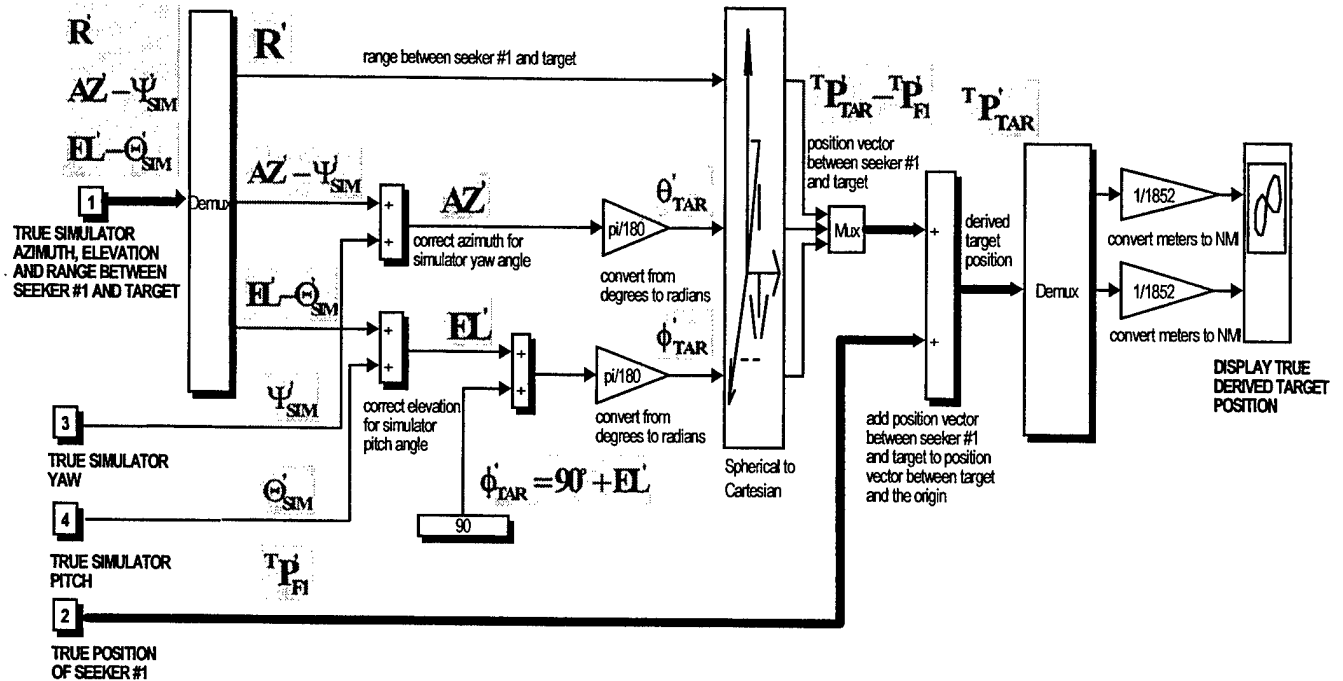 R'
AZ' – Ψ'SIM
EL' – Θ'SIM
1
TRUE SIMULATOR
AZIMUTH, ELEVATION
AND RANGE BETWEEN
SEEKER #1 AND TARGET
Demux
R'
range between seeker #1 and target
AZ' – Ψ'SIM
+
+
AZ'
correct azimuth for
simulator yaw angle
pi/180
convert from
degrees to radians
θ'TAR
EL' – Θ'SIM
+
+
EL'
correct elevation
for simulator
pitch angle
+
+
pi/180
convert from
degrees to radians
ϕ'TAR
Ψ'SIM
3
TRUE SIMULATOR
YAW
Θ'SIM
4
TRUE SIMULATOR
PITCH
90
ϕ'TAR = 90° + EL'
Spherical to
Cartesian
TP'TAR – TP'F1
position vector
between seeker #1
and target
Mux
TP'F1
2
TRUE POSITION
OF SEEKER #1
+
+
add position vector
between seeker #1
and target to position
vector between target
and the origin
TP'TAR
derived
target
position
Demux
1/1852
convert meters to NMI
1/1852
convert meters to NMI
DISPLAY TRUE
DERIVED TARGET
POSITION